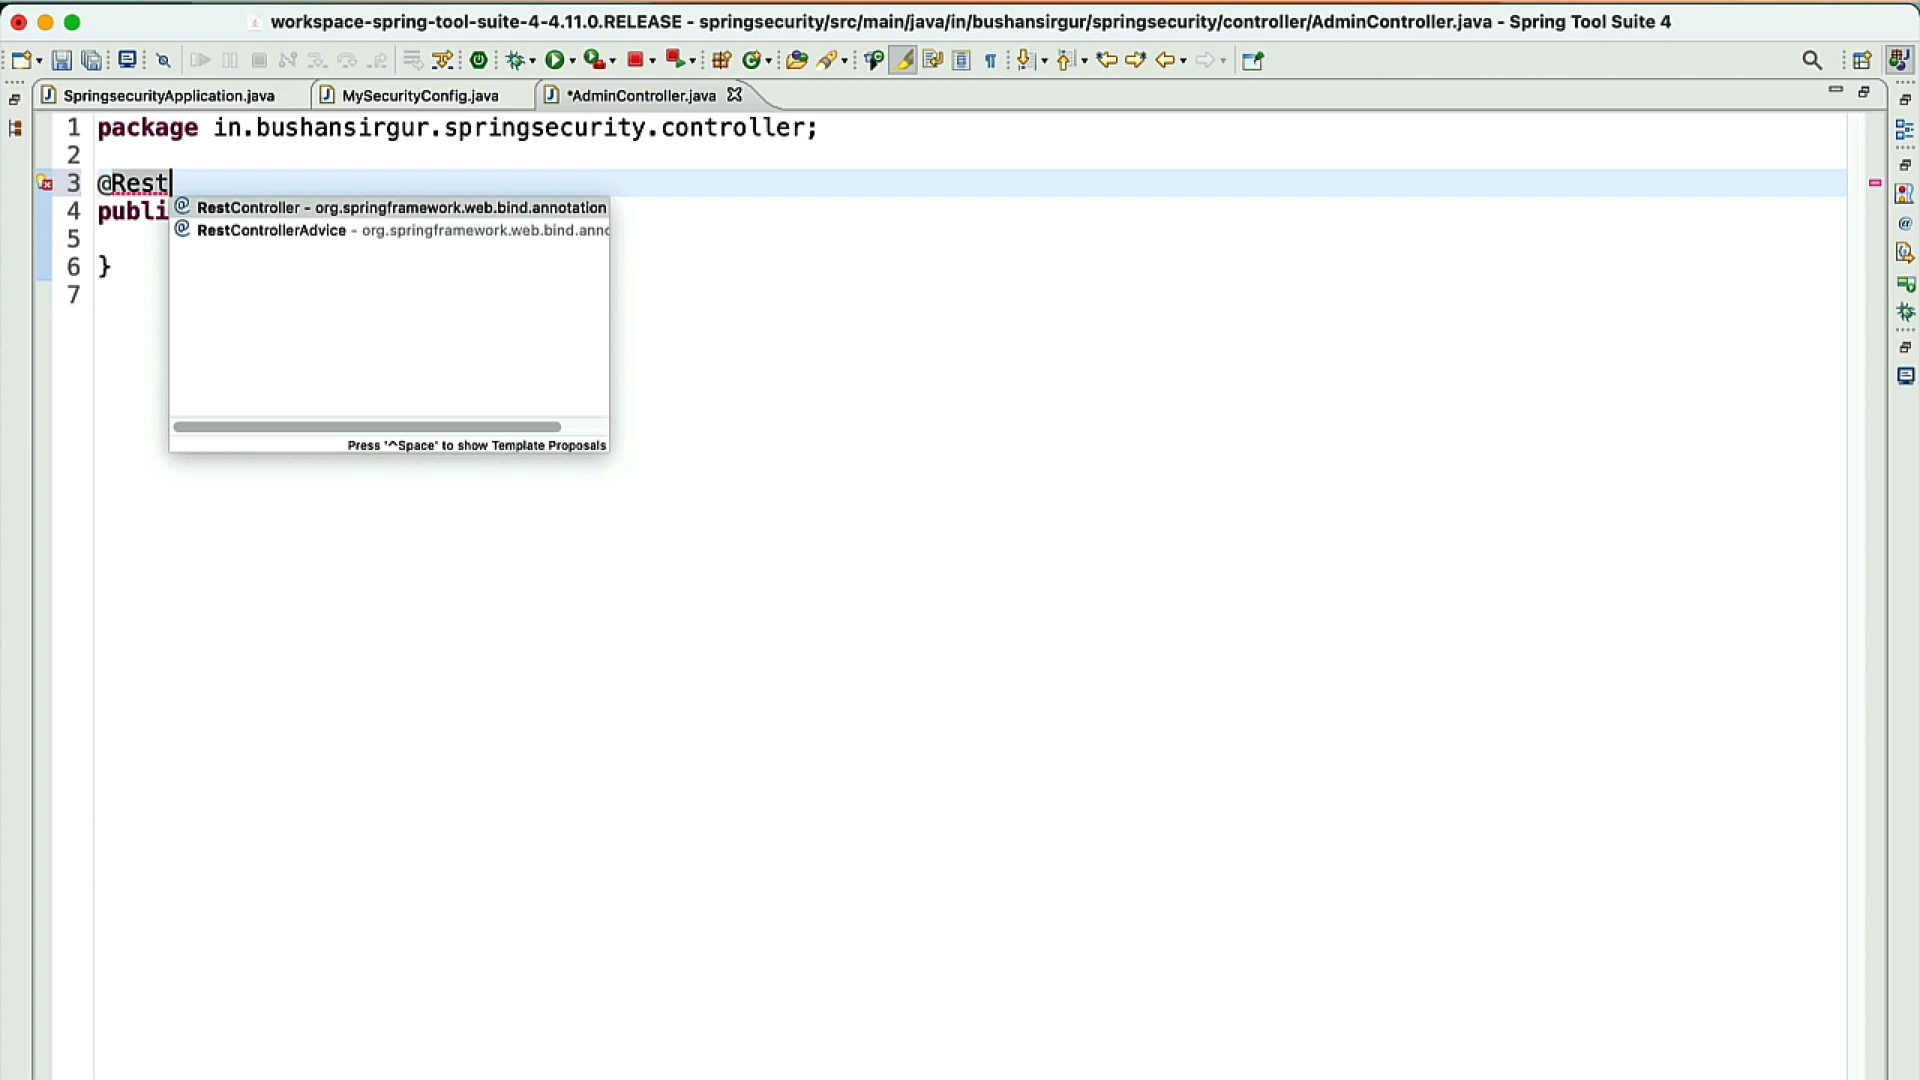 workspace-spring-tool-suite-4-4.11.0.RELEASE - springsecurity/src/main/java/in/bushansirgur/springsecurity/controller/AdminController.java - Spring Tool Suite 4
SpringsecurityApplication.java MySecurityConfig.java *AdminController.java
1 package in.bushansirgur.springsecurity.controller;
2
3 @Rest
4 publi
RestController - org.springframework.web.bind.annotation
RestControllerAdvice - org.springframework.web.bind.anno
5
6 }
7
Press '^Space' to show Template Proposals